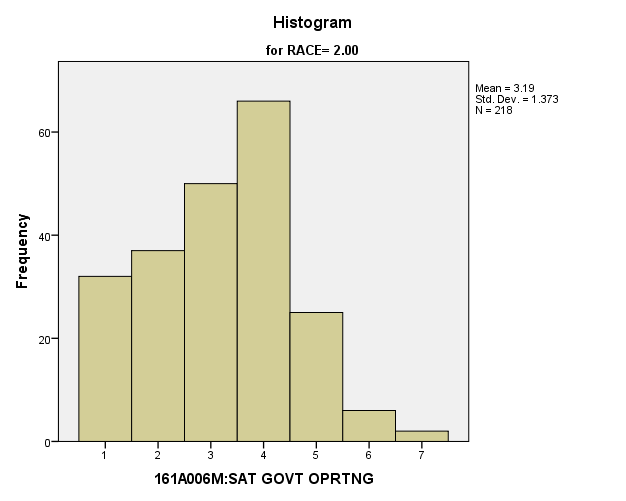 Histogram
for RACE= 2.00
Mean = 3.19
Std. Dev. = 1.373
N = 218
Frequency
60
40
20
0
1 2 3 4 5 6 7
161A006M:SAT GOVT OPRTNG